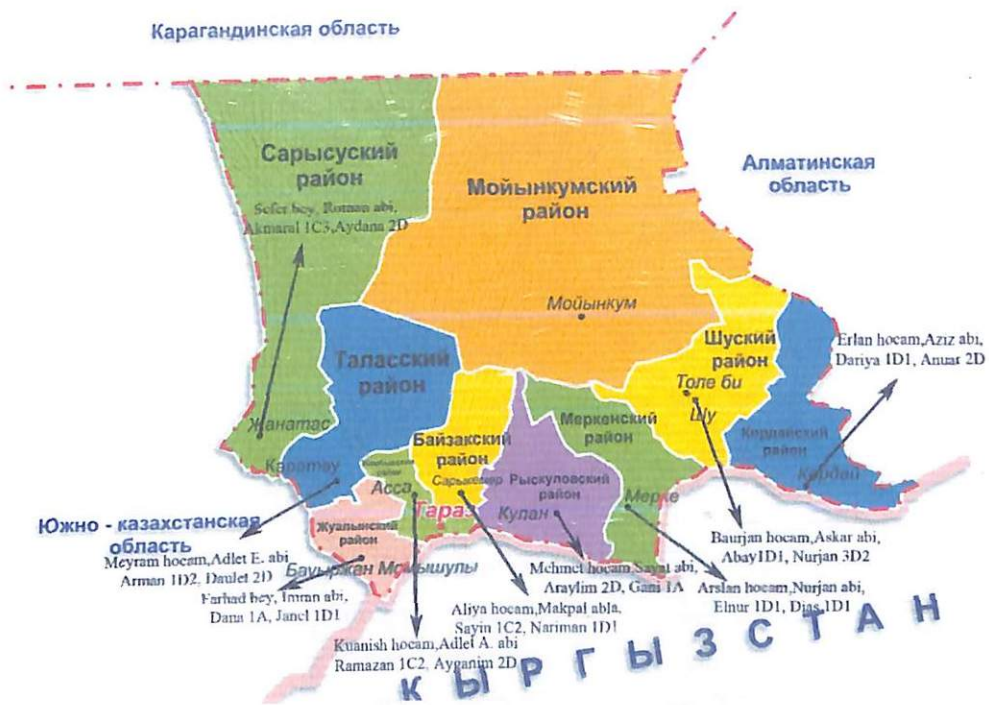 Карагандинская область
Сарысуский
район
Sefer bey, Roman abi,
Akmaral 1C3,Aydana 2D
Мойынкумский
район
Алматинская
область
Мойынкум
Шуский
район
Толе би
Шу
Erlan hocam,Aziz abi,
Dariya 1D1, Anuar 2D
Таласский
район
Жанатас
Каратау
Байзакский
район
Сарыкемер
Меркенский
район
Кордайский
район
Кордай
Рыскуловский
район
Кулан
Мерке
район
Асса
Тараз
Жуалынский
район
Бауыржан Момышулы
Южно - казахстанская
область
Meyram hocam,Adlet E. abi
Arman 1D2, Daulet 2D
Farhad bey, Imran abi,
Dana 1A, Janel 1D1
Kuanish hocam,Adlet A. abi
Ramazan 1C2, Ayganim 2D
Aliya hocam,Makpal abla,
Sayin 1C2, Nariman 1D1
Mehmet hocam,Sayat abi,
Araylim 2D, Gani 1A
Baurjan hocam,Askar abi,
Abay1D1, Nurjan 3D2
Arslan hocam,Nurjan abi,
Elnur 1D1, Dias 1D1
КЫРГЫЗСТАН